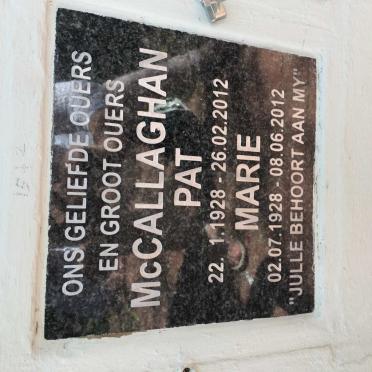 ONS GELIEFDE OUERS
EN GROOT OUERS
McCALLAGHAN
PAT
22. 1.1928 - 26.02.2012
MARIE
02.07.1928 - 08.06.2012
"JULLE BEHOORT AAN MY"